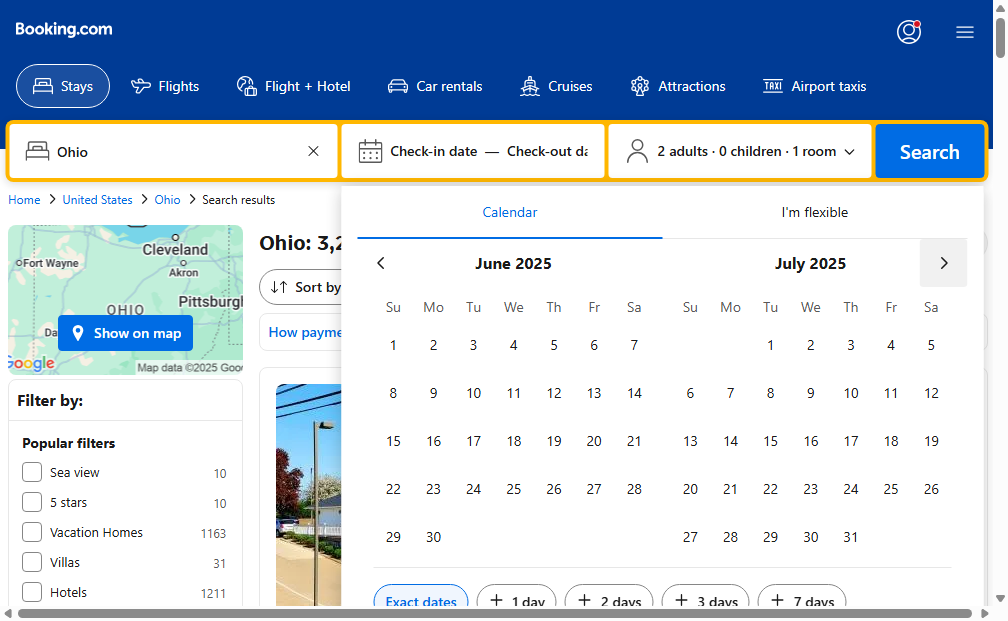 Booking.com
Stays
Flights
Flight + Hotel
Car rentals
Cruises
Attractions
TAXI Airport taxis
Ohio
Check-in date — Check-out da
2 adults · 0 children · 1 room
Search
Home > United States > Ohio > Search results
Cleveland
Fort Wayne
Akron
Pittsburgh
OHIO
Da
Show on map
Google
Map data ©2025 Goo
Filter by:
Popular filters
Sea view 10
5 stars 10
Vacation Homes 1163
Villas 31
Hotels 1211
Ohio: 3,2
Sort by
How payme
Calendar
I'm flexible
June 2025
Su Mo Tu We Th Fr Sa
1 2 3 4 5 6 7
8 9 10 11 12 13 14
15 16 17 18 19 20 21
22 23 24 25 26 27 28
29 30
July 2025
Su Mo Tu We Th Fr Sa
1 2 3 4 5
6 7 8 9 10 11 12
13 14 15 16 17 18 19
20 21 22 23 24 25 26
27 28 29 30 31
Exact dates
+ 1 day
+ 2 days
+ 3 days
+ 7 days